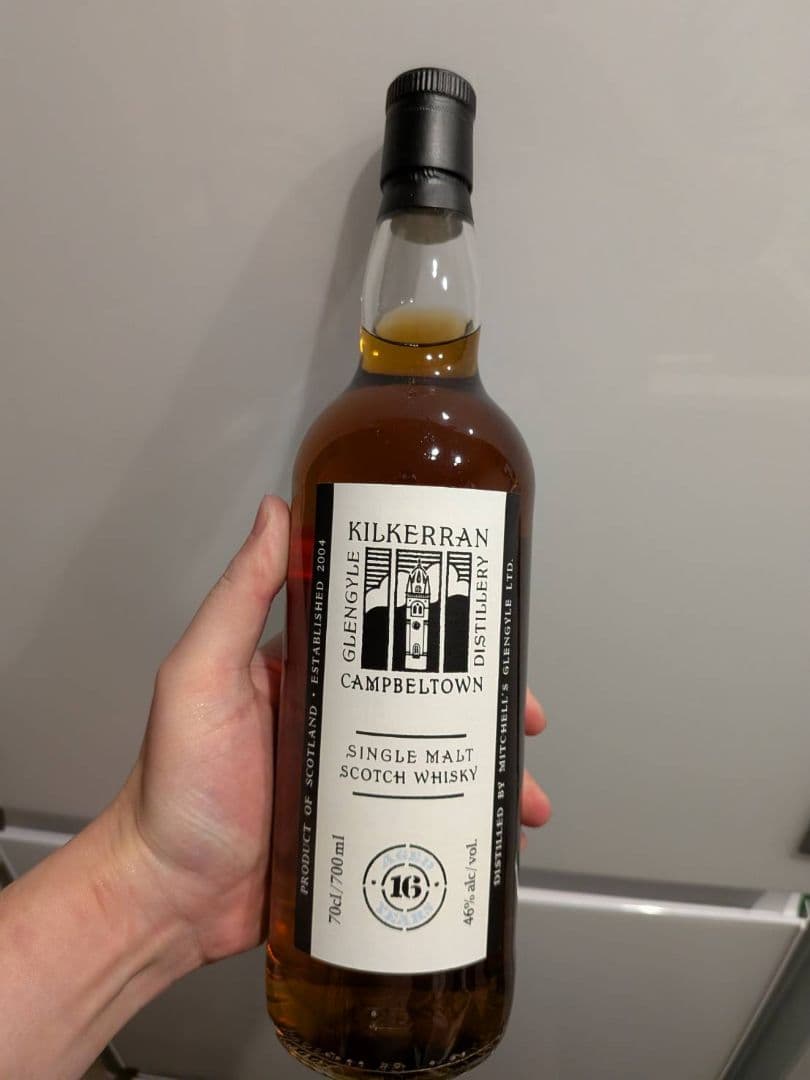 KILKERRAN
GLENGYLE
DISTILLERY
CAMPBELTOWN
SINGLE MALT
SCOTCH WHISKY
AGED
16
YEARS
70cl/700ml
46% alc/vol.
PRODUCT OF SCOTLAND • ESTABLISHED 2004
DISTILLED BY MITCHELL'S GLENGYLE LTD.